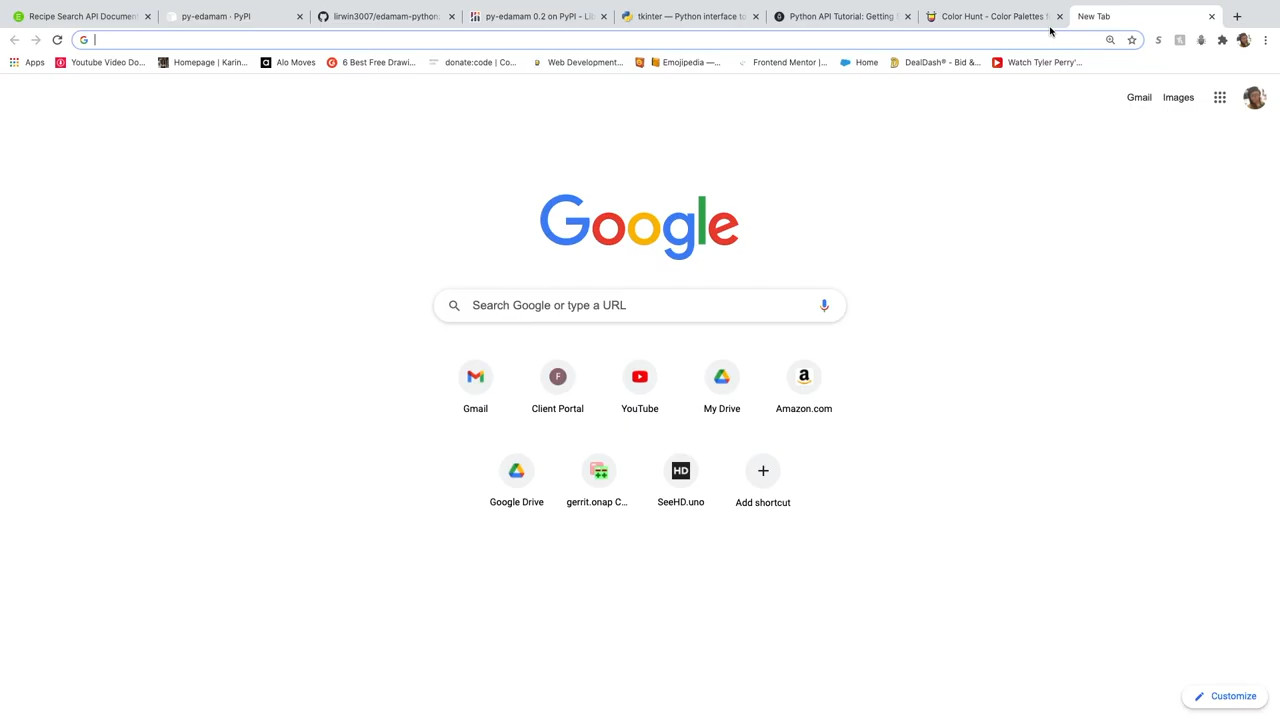 Recipe Search API Documen
py-edamam · PyPI
lirwin3007/edamam-python:
py-edamam 0.2 on PyPI - Li
tkinter — Python interface to
Python API Tutorial: Getting
Color Hunt - Color Palettes
New Tab
Apps
Youtube Video Do...
Homepage | Karin...
Alo Moves
6 Best Free Drawi...
donate:code | Co...
Web Development...
Emojipedia —...
Frontend Mentor |...
Home
DealDash® - Bid &...
Watch Tyler Perry'...
Gmail
Images
Google
Search Google or type a URL
Gmail
Client Portal
YouTube
My Drive
Amazon.com
Google Drive
gerrit.onap C...
SeeHD.uno
Add shortcut
Customize